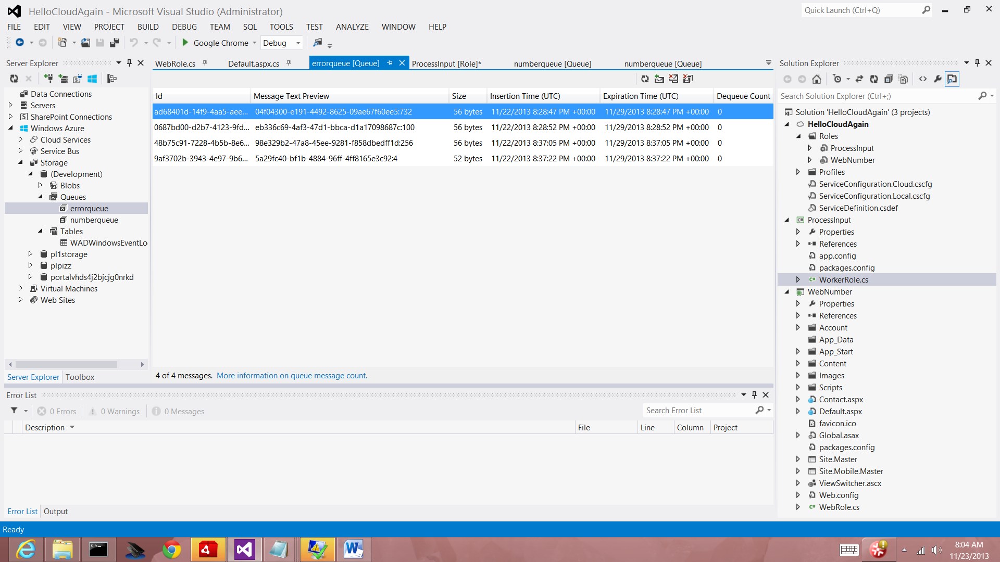 HelloCloudAgain - Microsoft Visual Studio (Administrator)
Quick Launch (Ctrl+Q)
FILE EDIT VIEW PROJECT BUILD DEBUG TEAM SQL TOOLS TEST ANALYZE WINDOW HELP
Google Chrome Debug
Server Explorer
Data Connections
Servers
SharePoint Connections
Windows Azure
Cloud Services
Service Bus
Storage
(Development)
Blobs
Queues
errorqueue
numberqueue
Tables
WADWindowsEventLo
pl1storage
plpizz
portalvhds4j2bjcjg0nrkd
Virtual Machines
Web Sites
Server Explorer Toolbox
WebRole.cs Default.aspx.cs errorqueue [Queue] ProcessInput [Role]* numberqueue [Queue] numberqueue [Queue]
Id Message Text Preview Size Insertion Time (UTC) Expiration Time (UTC) Dequeue Count
ad68401d-14f9-4aa5-aee... 04f04300-e191-4492-8625-09ae67f60ee5:732 56 bytes 11/22/2013 8:28:47 PM +00:00 11/29/2013 8:28:47 PM +00:00 0
0687bd00-d2b7-4123-9fd... eb336c69-4af3-47d1-bbca-d1a17098687c:100 56 bytes 11/22/2013 8:28:52 PM +00:00 11/29/2013 8:28:52 PM +00:00 0
48b75c91-7228-4b5b-8e6... 98e329b2-47a8-45ee-9281-f858dbedff1d:256 56 bytes 11/22/2013 8:37:05 PM +00:00 11/29/2013 8:37:05 PM +00:00 0
9af3702b-3943-4e97-9b6... 5a29fc40-bf1b-4884-96ff-4ff8165e3c92:4 52 bytes 11/22/2013 8:37:22 PM +00:00 11/29/2013 8:37:22 PM +00:00 0
4 of 4 messages. More information on queue message count.
Error List
0 Errors 0 Warnings 0 Messages
Search Error List
Description File Line Column Project
Error List Output
Solution Explorer
Search Solution Explorer (Ctrl+;)
Solution 'HelloCloudAgain' (3 projects)
HelloCloudAgain
Roles
ProcessInput
WebNumber
Profiles
ServiceConfiguration.Cloud.cscfg
ServiceConfiguration.Local.cscfg
ServiceDefinition.csdef
ProcessInput
Properties
References
app.config
packages.config
WorkerRole.cs
WebNumber
Properties
References
Account
App_Data
App_Start
Content
Images
Scripts
Contact.aspx
Default.aspx
favicon.ico
Global.asax
packages.config
Site.Master
Site.Mobile.Master
ViewSwitcher.ascx
Web.config
WebRole.cs
Ready
8:04 AM
11/23/2013